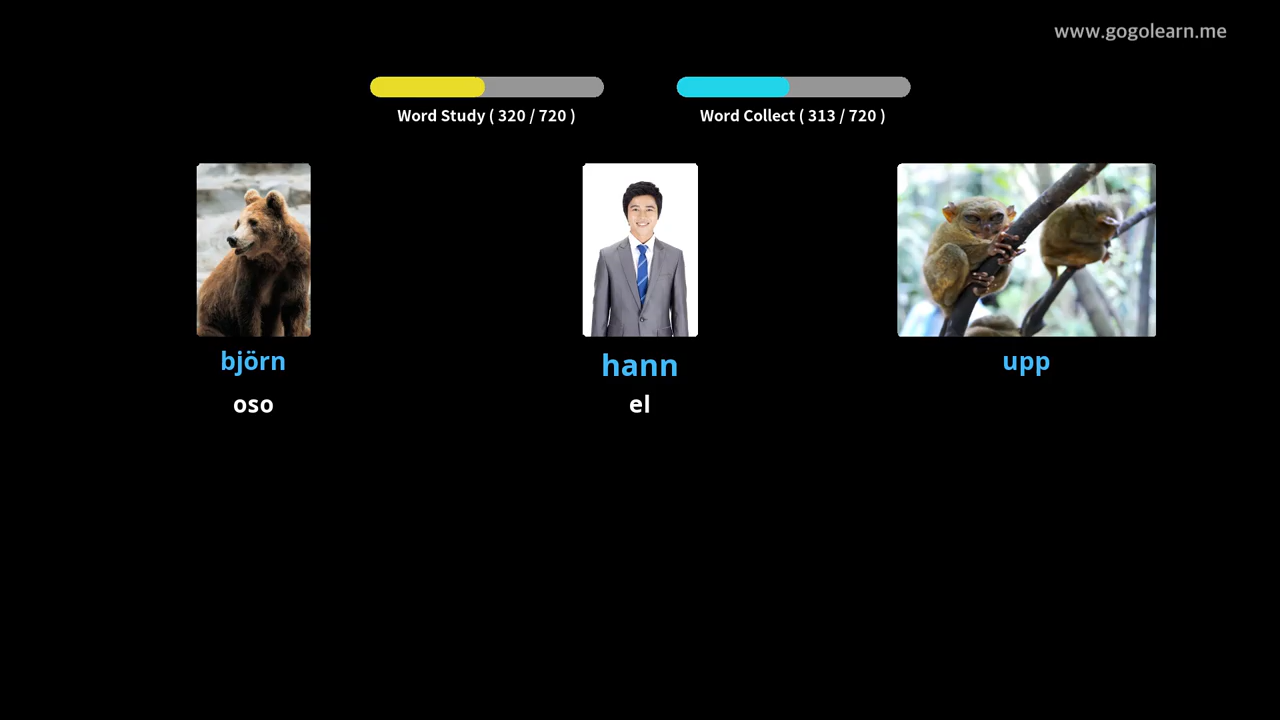 www.gogolearn.me
Word Study ( 320 / 720 )
Word Collect ( 313 / 720 )
björn
hann
upp
oso
el